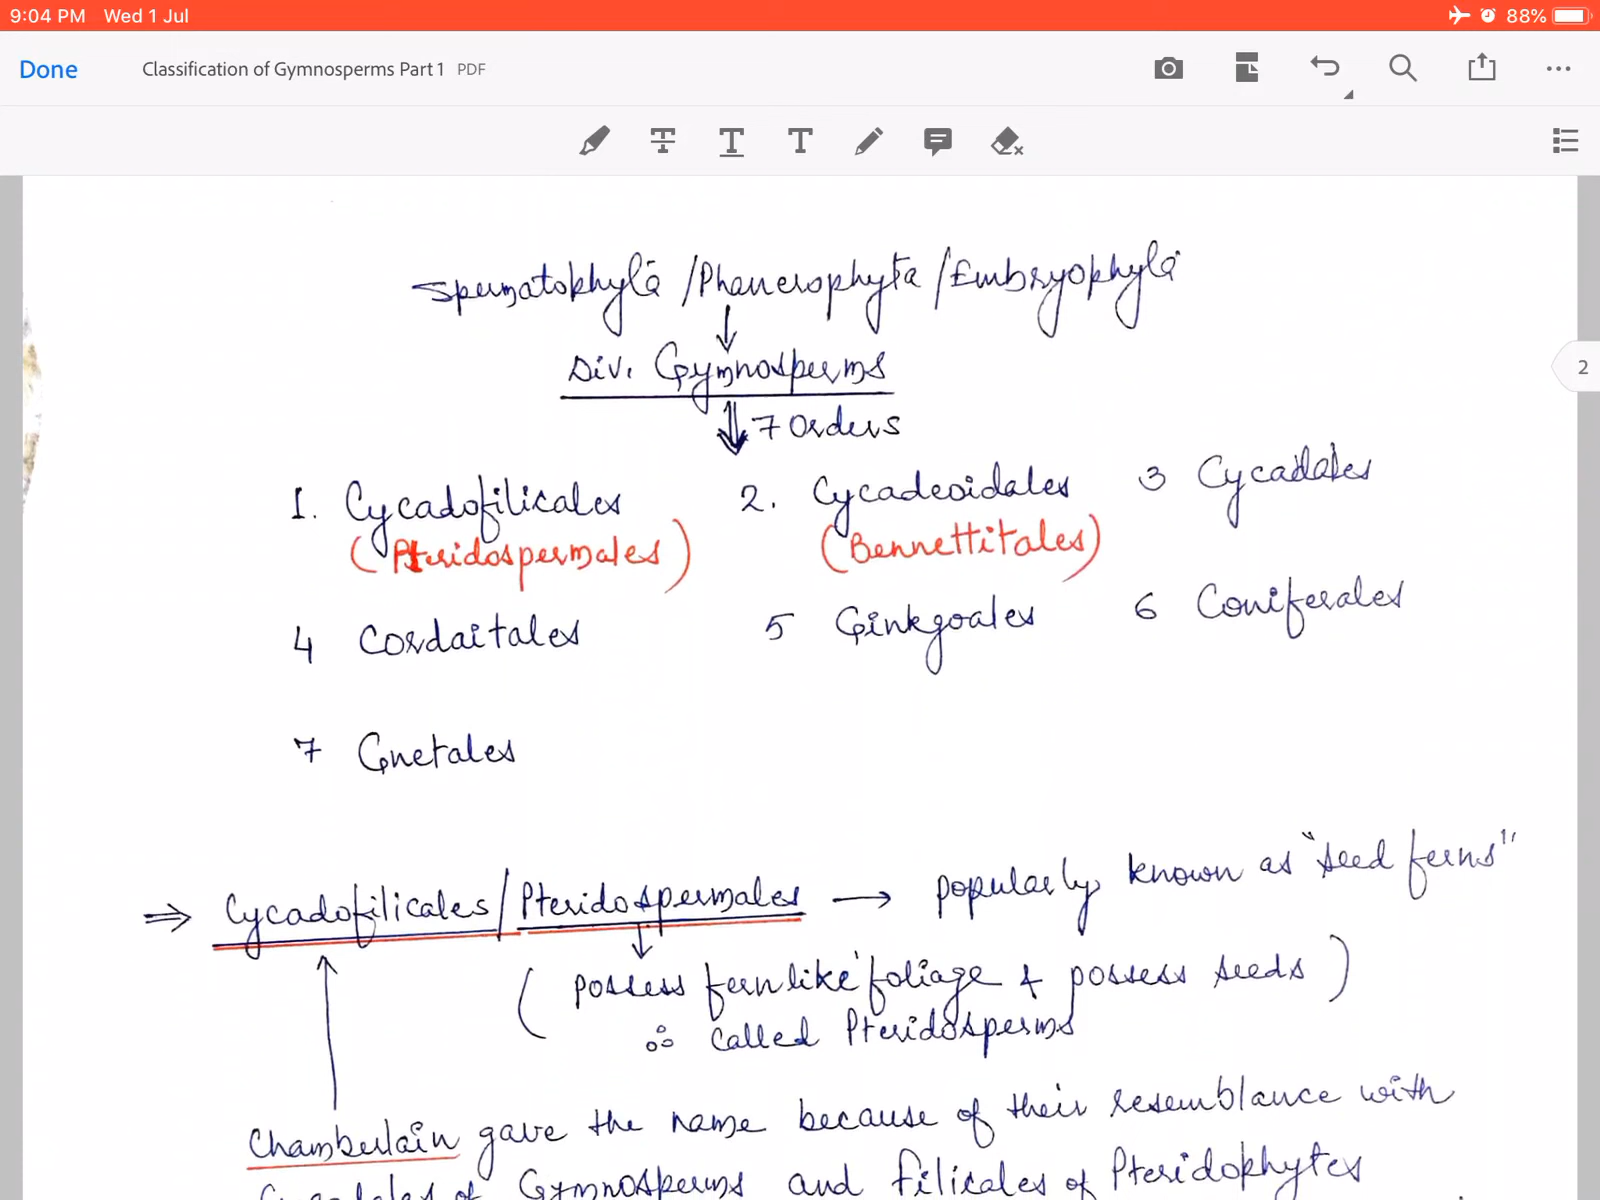 9:04 PM Wed 1 Jul 88%
Done Classification of Gymnosperms Part 1 PDF
2
Spermatophyta /Phanerophyta /Embryophyta
Div. Gymnosperms
7 Orders
1. Cycadofilicales 2. Cycadeoidales 3 Cycadales
(Pteridospermales) (Bennettitales)
4 Cordaitales 5 Ginkgoales 6 Coniferales
7 Gnetales
⇒ Cycadofilicales/Pteridospermales → popularly known as "seed ferns"
(possess fernlike foliage & possess seeds)
∴ called Pteridosperms
Chamberlain gave the name because of their resemblance with
Cycadales of Gymnosperms and filicales of Pteridophytes